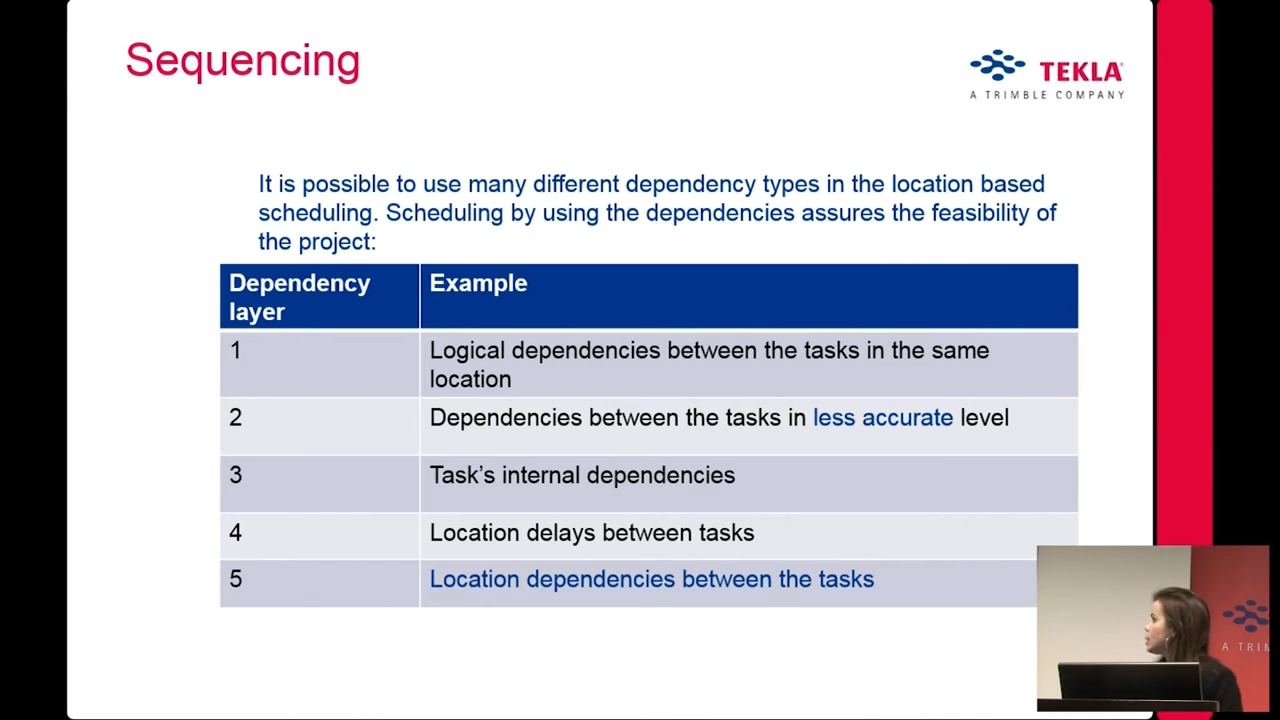 Sequencing
TEKLA
A TRIMBLE COMPANY
It is possible to use many different dependency types in the location based
scheduling. Scheduling by using the dependencies assures the feasibility of
the project:
Dependency
layer
Example
1
Logical dependencies between the tasks in the same
location
2
Dependencies between the tasks in less accurate level
3
Task’s internal dependencies
4
Location delays between tasks
5
Location dependencies between the tasks
A TRIM